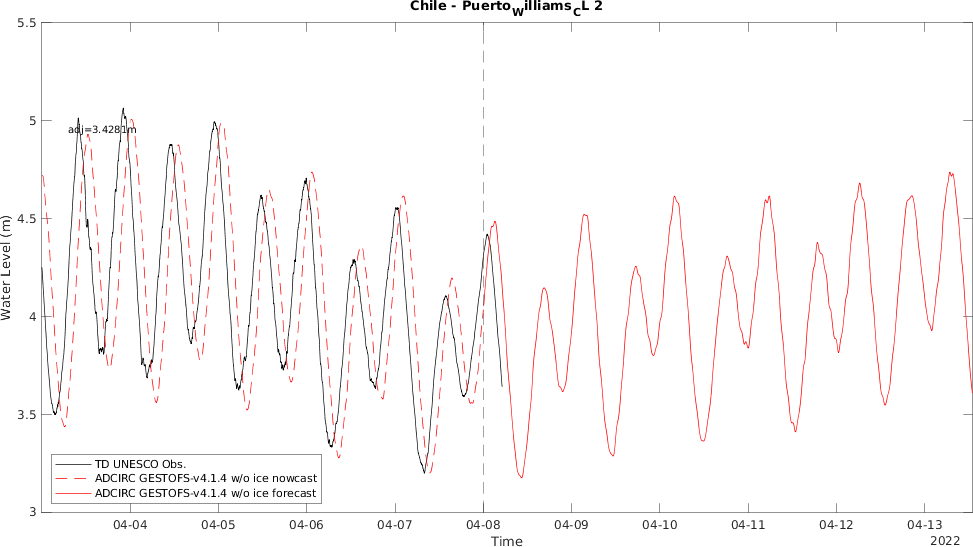 Chile - PuertoWilliamsCL 2
5.5
5
4.5
4
3.5
3
Water Level (m)
adj=3.4281m
TD UNESCO Obs.
ADCIRC GESTOFS-v4.1.4 w/o ice nowcast
ADCIRC GESTOFS-v4.1.4 w/o ice forecast
04-04 04-05 04-06 04-07 04-08 04-09 04-10 04-11 04-12 04-13
Time
2022